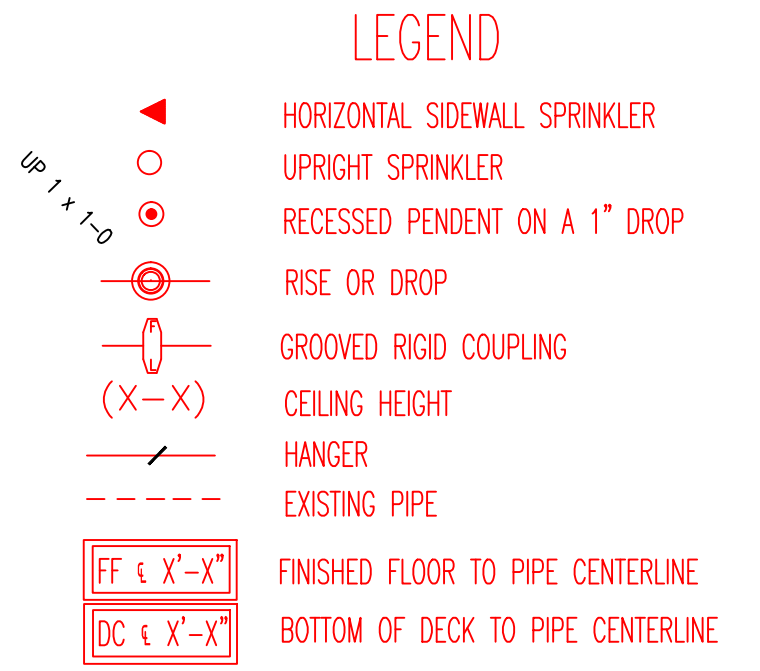 LEGEND
HORIZONTAL SIDEWALL SPRINKLER
UPRIGHT SPRINKLER
UP 1 x 1-0
RECESSED PENDENT ON A 1" DROP
RISE OR DROP
F
L
GROOVED RIGID COUPLING
(X-X)
CEILING HEIGHT
HANGER
EXISTING PIPE
FF ℄ X'-X"
FINISHED FLOOR TO PIPE CENTERLINE
DC ℄ X'-X"
BOTTOM OF DECK TO PIPE CENTERLINE